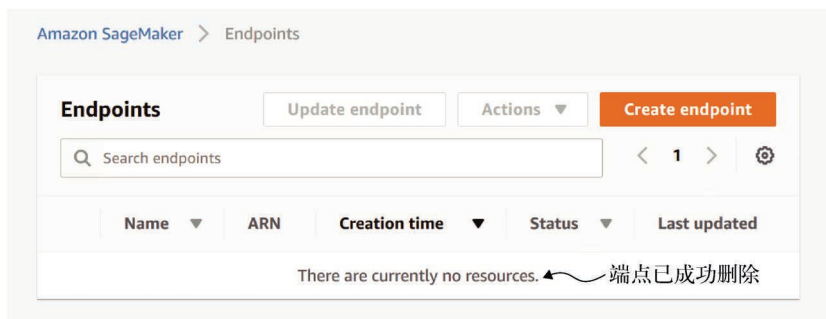 Amazon SageMaker > Endpoints
Endpoints
Update endpoint
Actions ▼
Create endpoint
Search endpoints
< 1 >
Name ▼ ARN Creation time ▼ Status ▼ Last updated
There are currently no resources. 端点已成功删除